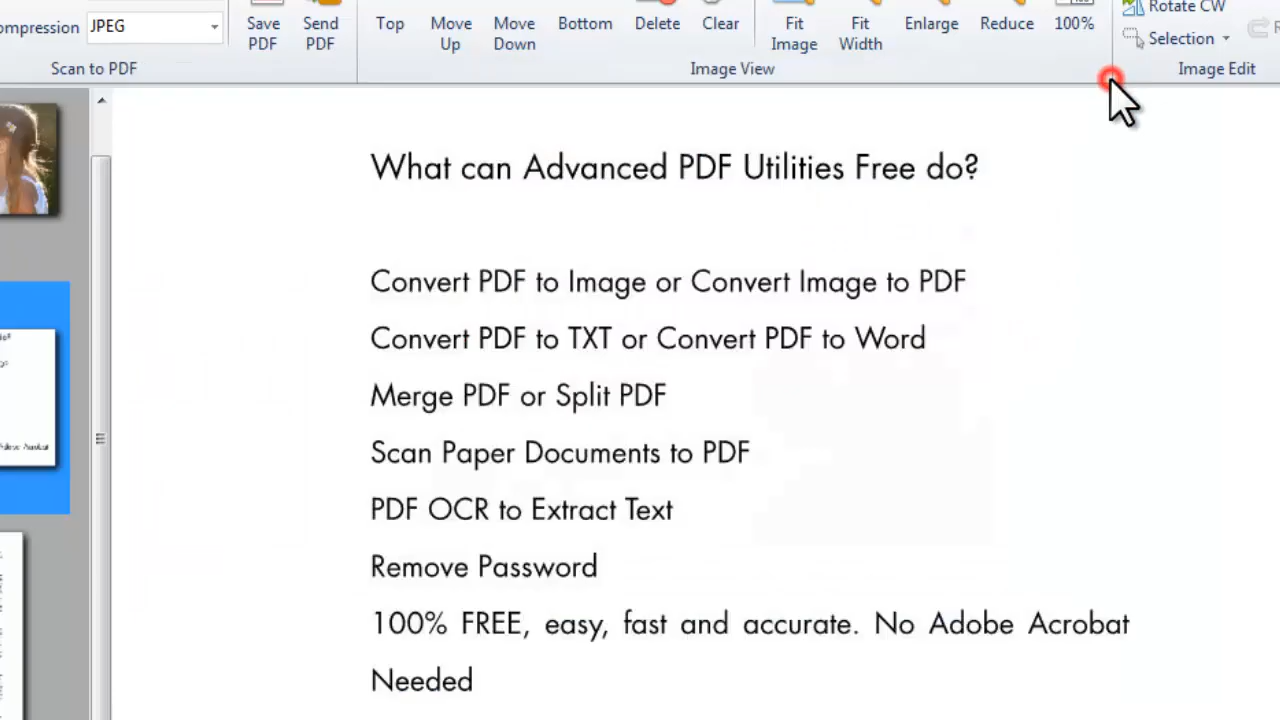 ompression JPEG
Save PDF
Send PDF
Top
Move Up
Move Down
Bottom
Delete
Clear
Fit Image
Fit Width
Enlarge
Reduce
100%
Rotate CW
Selection
R
Scan to PDF
Image View
Image Edit
What can Advanced PDF Utilities Free do?
Convert PDF to Image or Convert Image to PDF
Convert PDF to TXT or Convert PDF to Word
Merge PDF or Split PDF
Scan Paper Documents to PDF
PDF OCR to Extract Text
Remove Password
100% FREE, easy, fast and accurate. No Adobe Acrobat
Needed